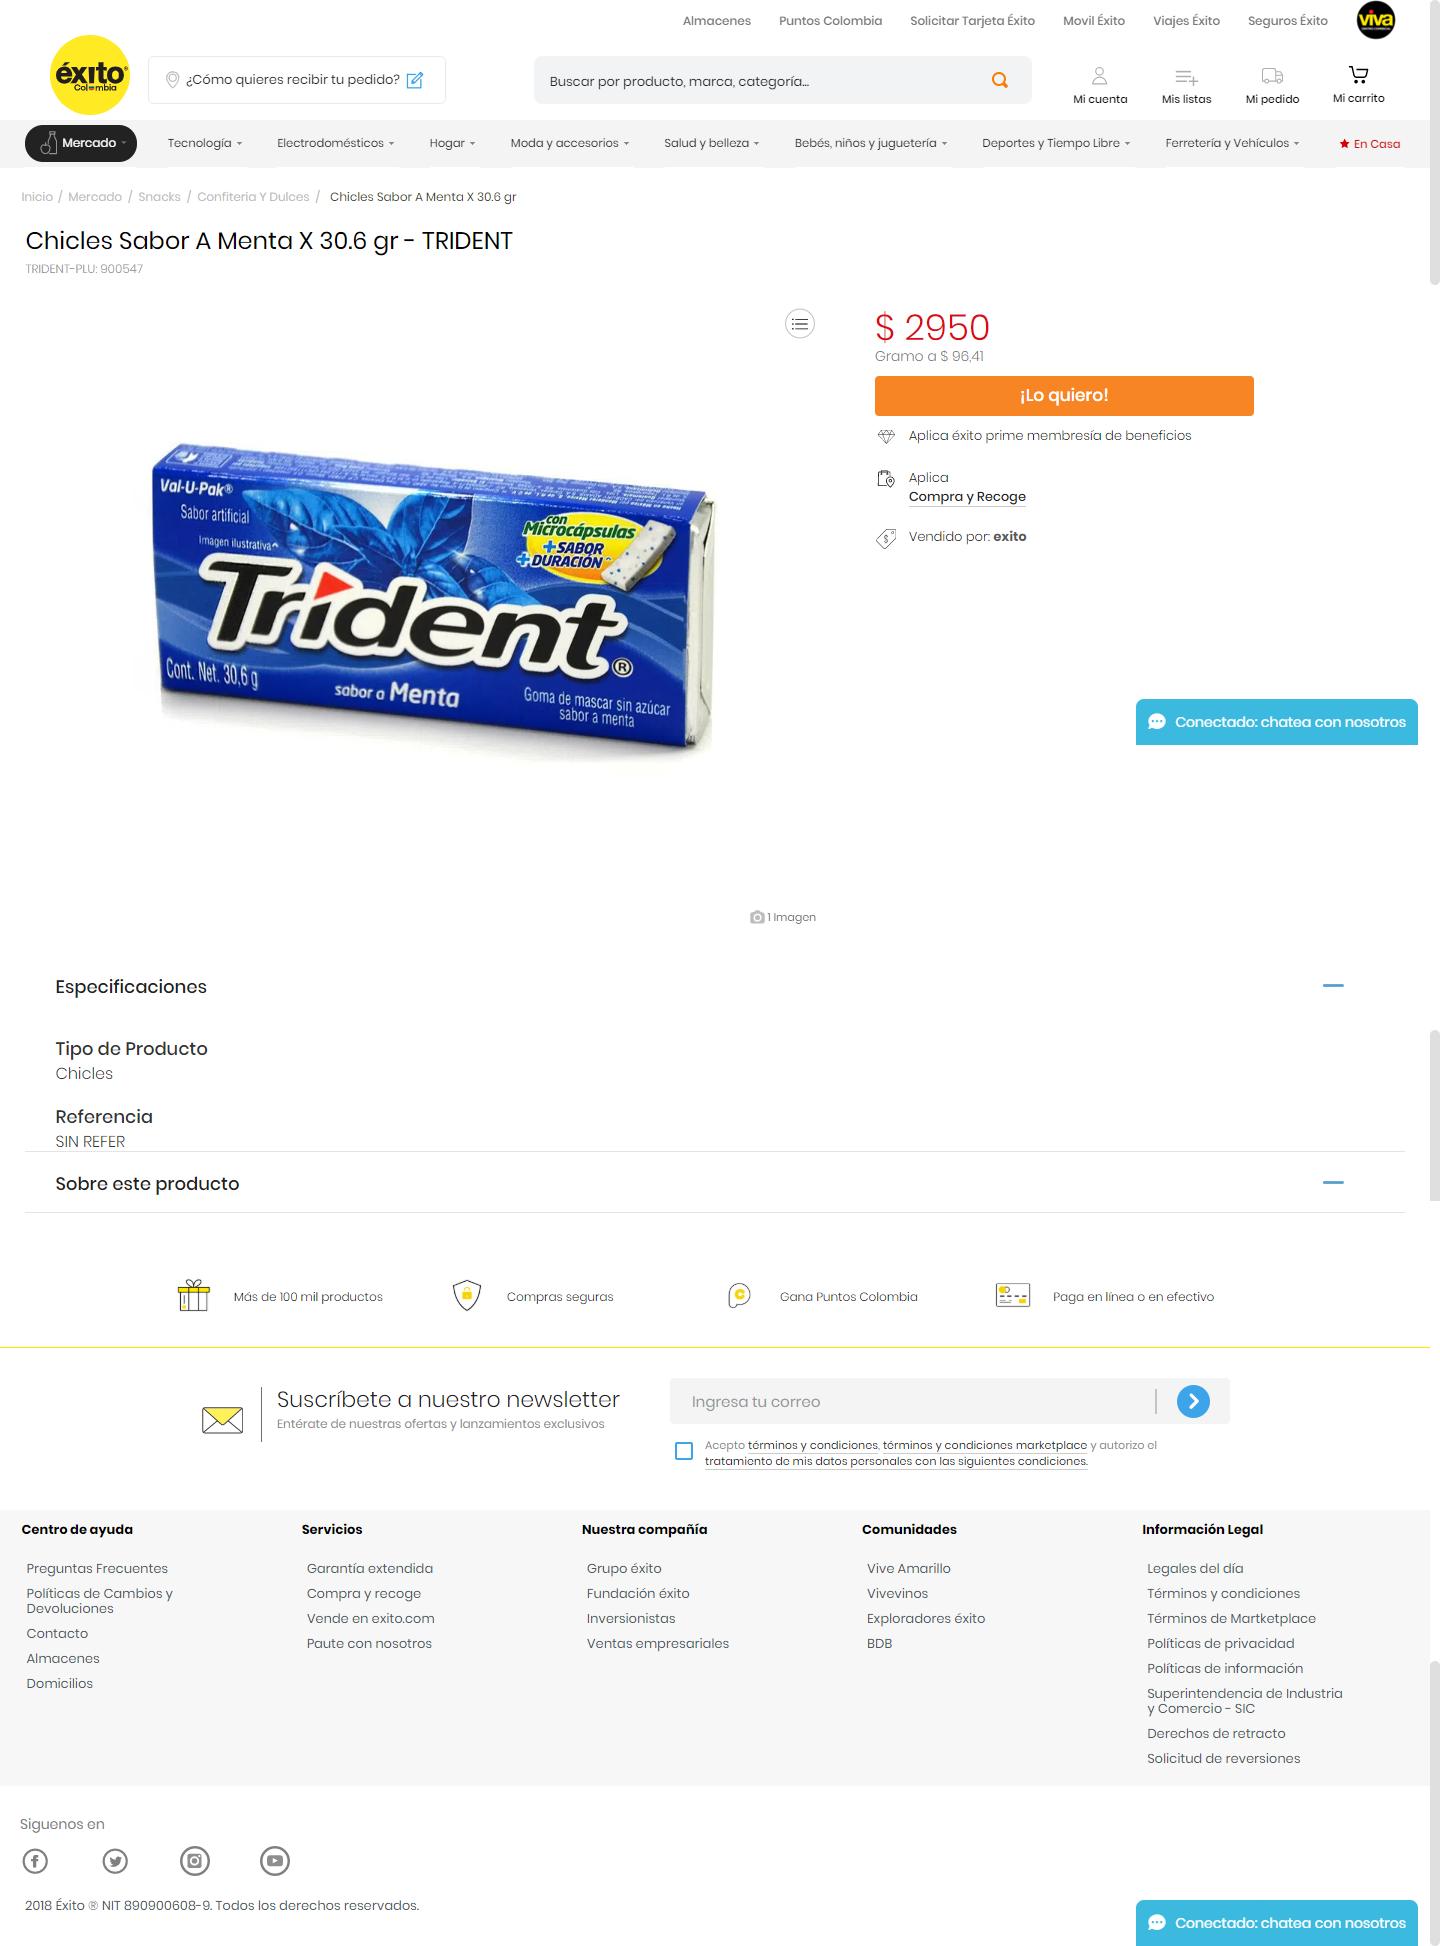 Almacenes Puntos Colombia Solicitar Tarjeta Éxito Movil Éxito Viajes Éxito Seguros Éxito viva
éxito
Colombia
¿Cómo quieres recibir tu pedido?
Buscar por producto, marca, categoría...
Mi cuenta Mis listas Mi pedido Mi carrito
Mercado Tecnología Electrodomésticos Hogar Moda y accesorios Salud y belleza Bebés, niños y juguetería Deportes y Tiempo Libre Ferretería y Vehículos En Casa
Inicio / Mercado / Snacks / Confiteria Y Dulces / Chicles Sabor A Menta X 30.6 gr
Chicles Sabor A Menta X 30.6 gr - TRIDENT
TRIDENT-PLU: 900547
$ 2950
Gramo a $ 96,41
¡Lo quiero!
Aplica éxito prime membresía de beneficios
Aplica
Compra y Recoge
Vendido por: exito
Val-U-Pak®
Sabor artificial
Imagen ilustrativa
con
Microcápsulas
+SABOR
+DURACIÓN
Trident®
Cont. Net. 30,6 g
sabor a Menta
Goma de mascar sin azúcar
sabor a menta
Conectado: chatea con nosotros
1 Imagen
Especificaciones
Tipo de Producto
Chicles
Referencia
SIN REFER
Sobre este producto
Más de 100 mil productos
Compras seguras
Gana Puntos Colombia
Paga en línea o en efectivo
Suscríbete a nuestro newsletter
Entérate de nuestras ofertas y lanzamientos exclusivos
Ingresa tu correo
Acepto términos y condiciones, términos y condiciones marketplace y autorizo el
tratamiento de mis datos personales con las siguientes condiciones.
Centro de ayuda
Preguntas Frecuentes
Políticas de Cambios y
Devoluciones
Contacto
Almacenes
Domicilios
Servicios
Garantía extendida
Compra y recoge
Vende en exito.com
Paute con nosotros
Nuestra compañía
Grupo éxito
Fundación éxito
Inversionistas
Ventas empresariales
Comunidades
Vive Amarillo
Vivevinos
Exploradores éxito
BDB
Información Legal
Legales del día
Términos y condiciones
Términos de Martketplace
Políticas de privacidad
Políticas de información
Superintendencia de Industria
y Comercio - SIC
Derechos de retracto
Solicitud de reversiones
Siguenos en
2018 Éxito ® NIT 890900608-9. Todos los derechos reservados.
Conectado: chatea con nosotros